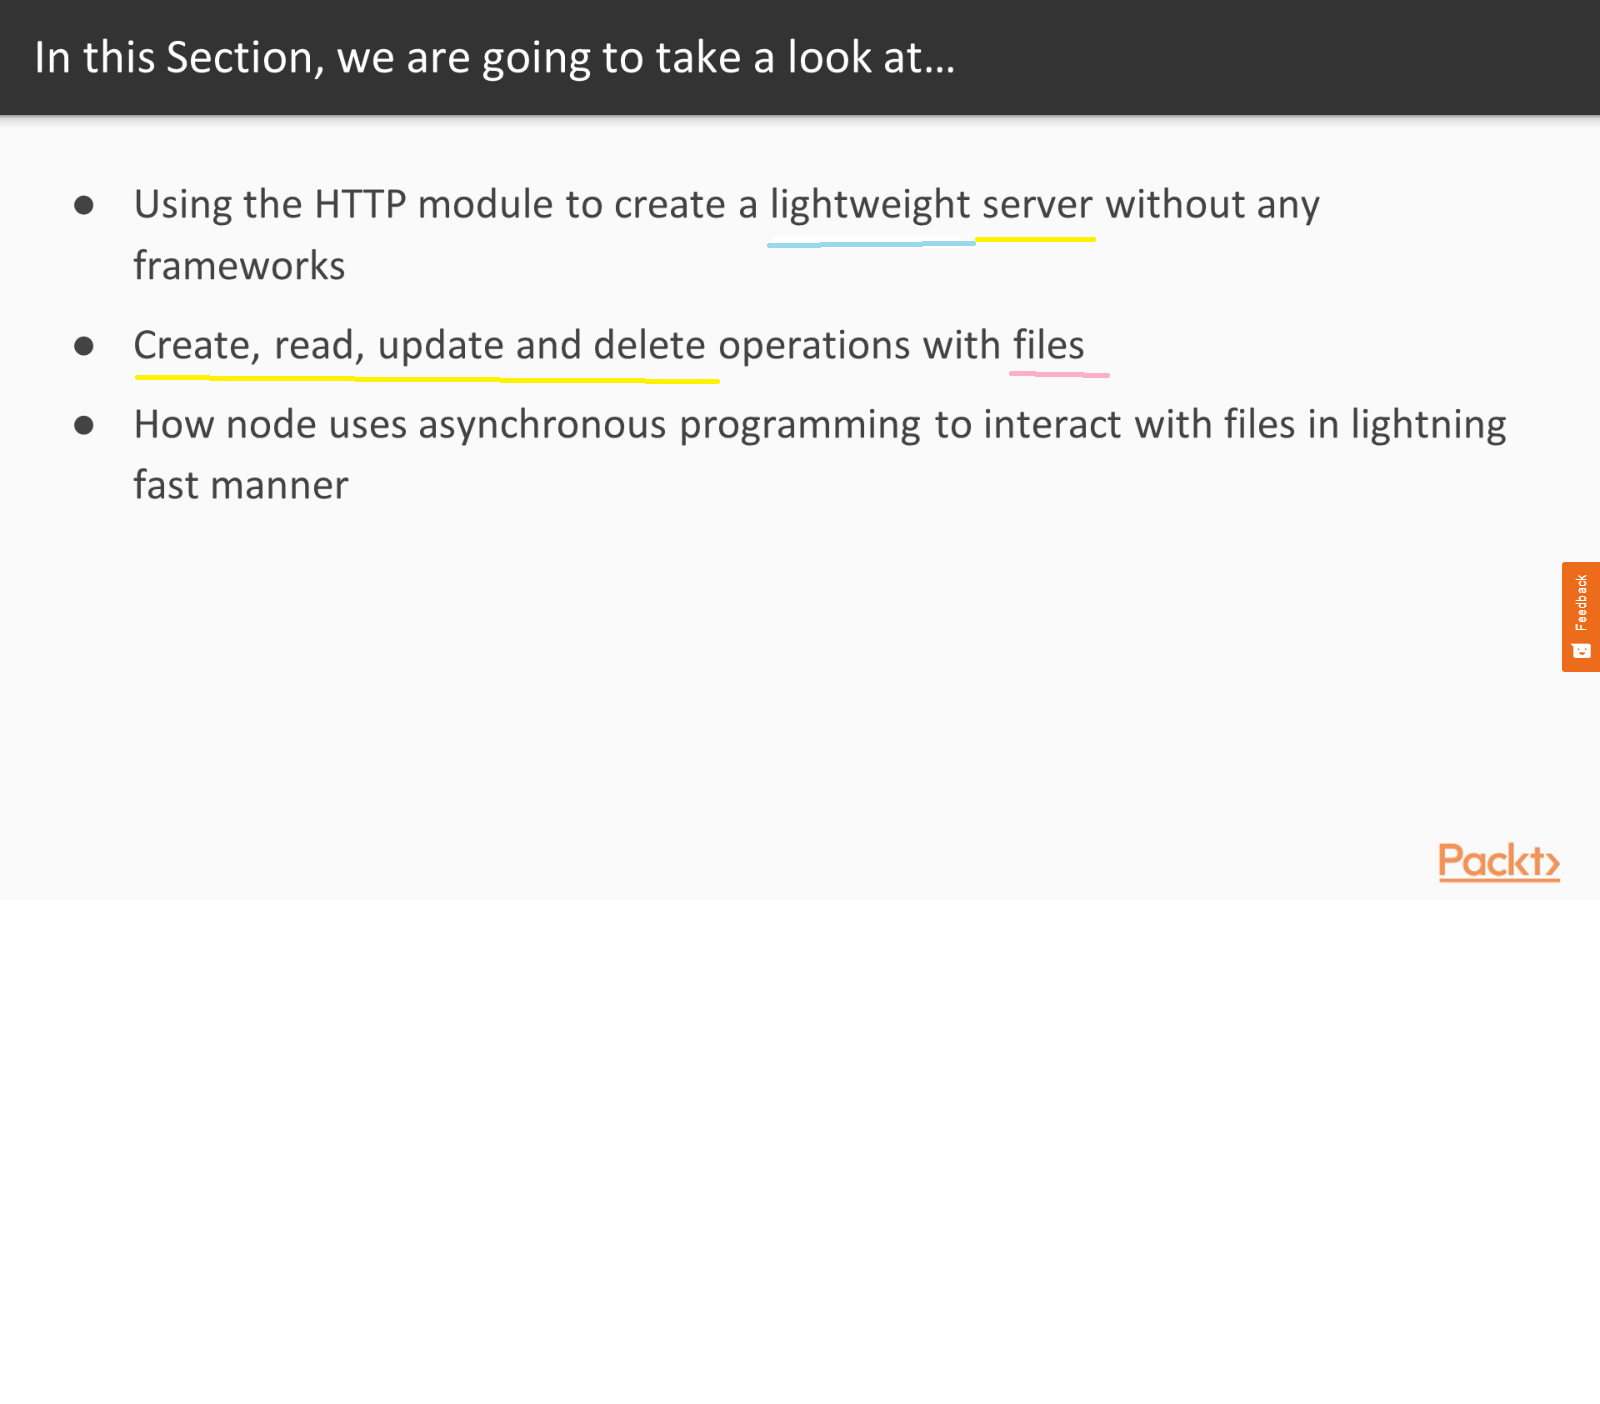 In this Section, we are going to take a look at...
● Using the HTTP module to create a lightweight server without any
frameworks
● Create, read, update and delete operations with files
● How node uses asynchronous programming to interact with files in lightning
fast manner
Feedback
Packt>